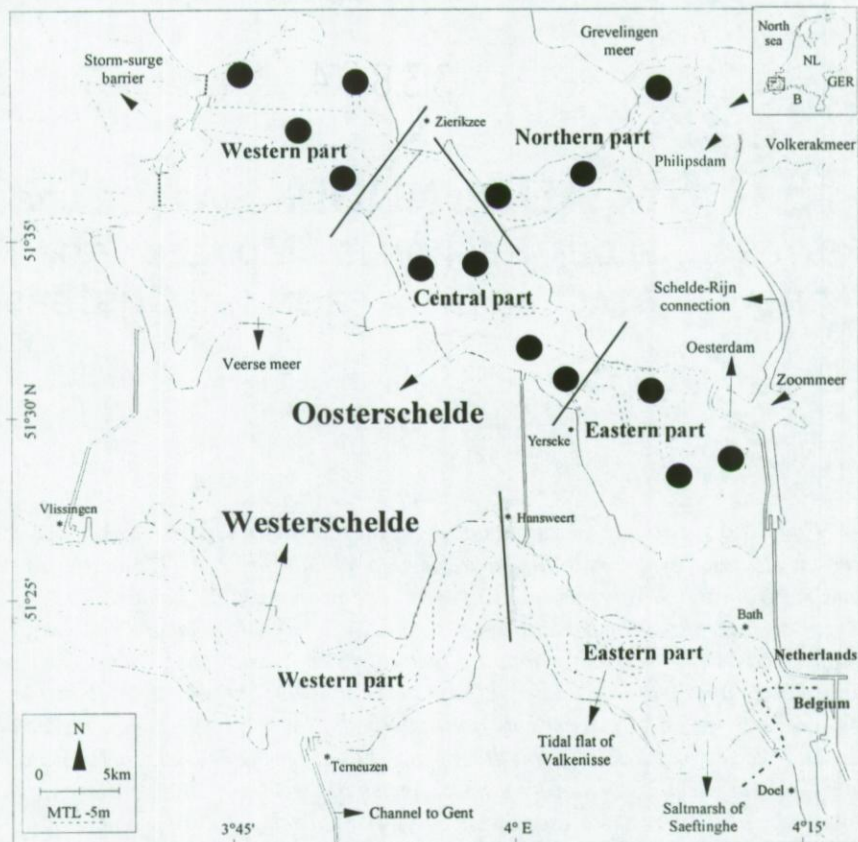 Grevelingen
meer
North
sea
NL
GER
B
Storm-surge
barrier
Zierikzee
Western part
Northern part
Philipsdam
Volkerakmeer
51°35'
Central part
Schelde-Rijn
connection
Veerse meer
Oesterdam
Zoommeer
Oosterschelde
51°30' N
Yerseke
Eastern part
Vlissingen
Westerschelde
Hansweert
51°25'
Bath
Western part
Eastern part
Netherlands
Belgium
N
0 5km
MTL -5m
Tidal flat of
Valkenisse
Terneuzen
Doel
Channel to Gent
Saltmarsh of
Saeftinghe
3°45'
4° E
4°15'